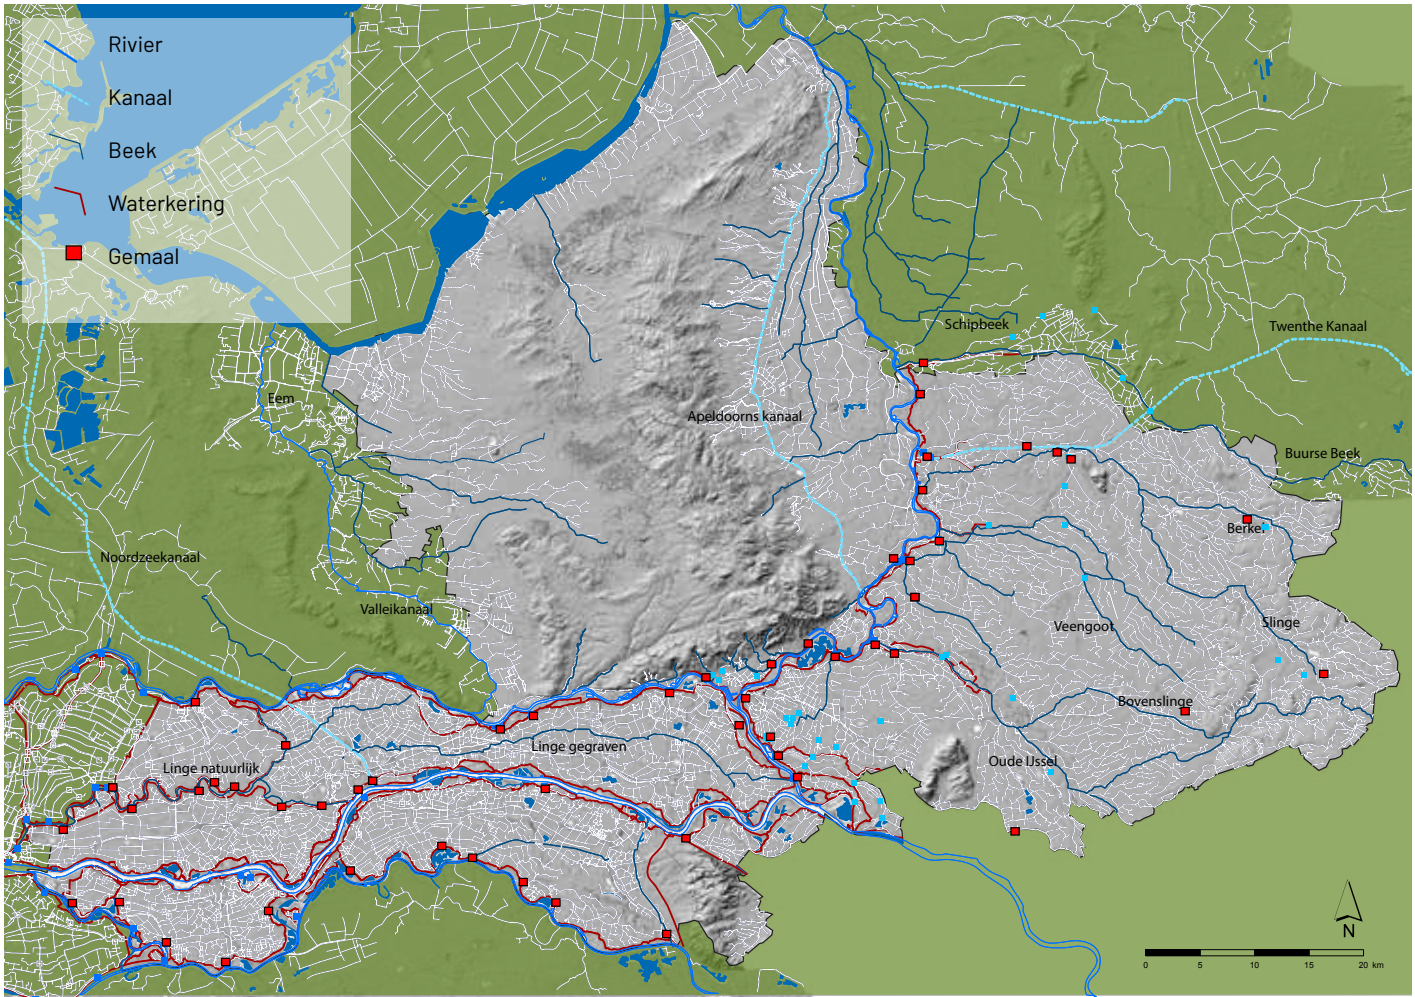 Rivier
Kanaal
Beek
Waterkering
Gemaal
Schipbeek
Twenthe Kanaal
Eem
Apeldoorns kanaal
Buurse Beek
Berkel
Noordzeekanaal
Valleikanaal
Veengoot
Slinge
Bovenslinge
Linge gegraven
Linge natuurlijk
Oude IJssel
N
0 5 10 15 20 km